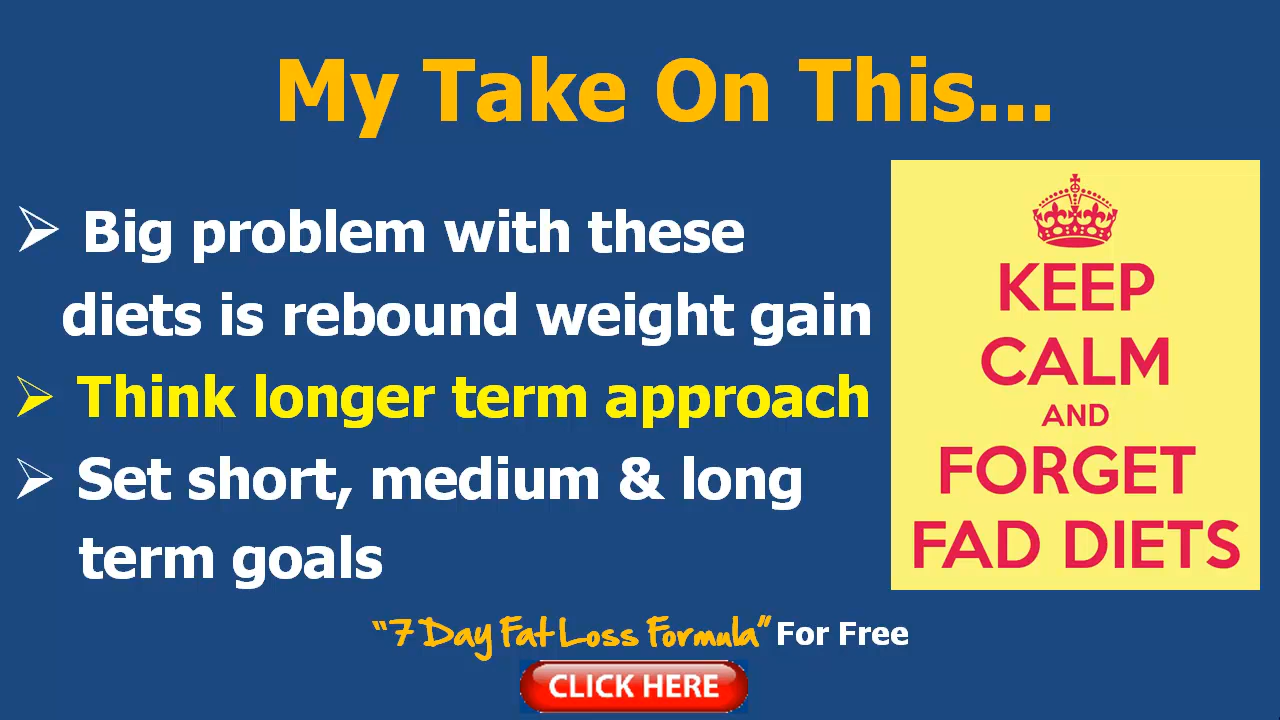 My Take On This...
Big problem with these
diets is rebound weight gain
Think longer term approach
Set short, medium & long
term goals
KEEP
CALM
AND
FORGET
FAD DIETS
"7 Day Fat Loss Formula" For Free
CLICK HERE